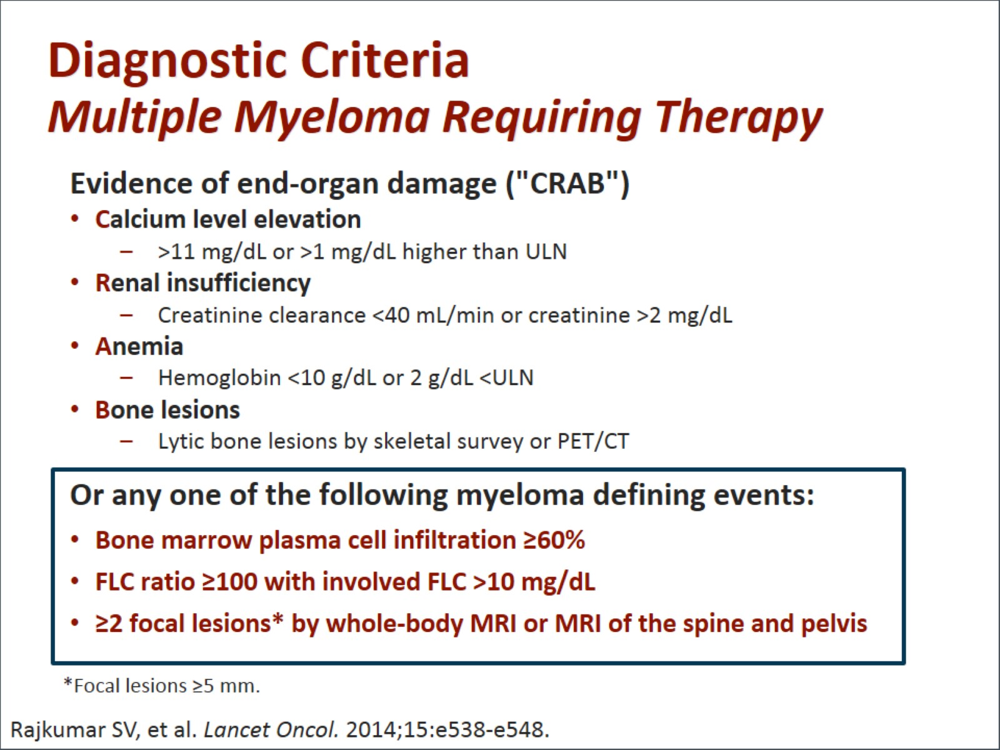 Diagnostic Criteria
Multiple Myeloma Requiring Therapy
Evidence of end-organ damage ("CRAB")
• Calcium level elevation
– >11 mg/dL or >1 mg/dL higher than ULN
• Renal insufficiency
– Creatinine clearance <40 mL/min or creatinine >2 mg/dL
• Anemia
– Hemoglobin <10 g/dL or 2 g/dL <ULN
• Bone lesions
– Lytic bone lesions by skeletal survey or PET/CT
Or any one of the following myeloma defining events:
• Bone marrow plasma cell infiltration ≥60%
• FLC ratio ≥100 with involved FLC >10 mg/dL
• ≥2 focal lesions* by whole-body MRI or MRI of the spine and pelvis
*Focal lesions ≥5 mm.
Rajkumar SV, et al. Lancet Oncol. 2014;15:e538-e548.